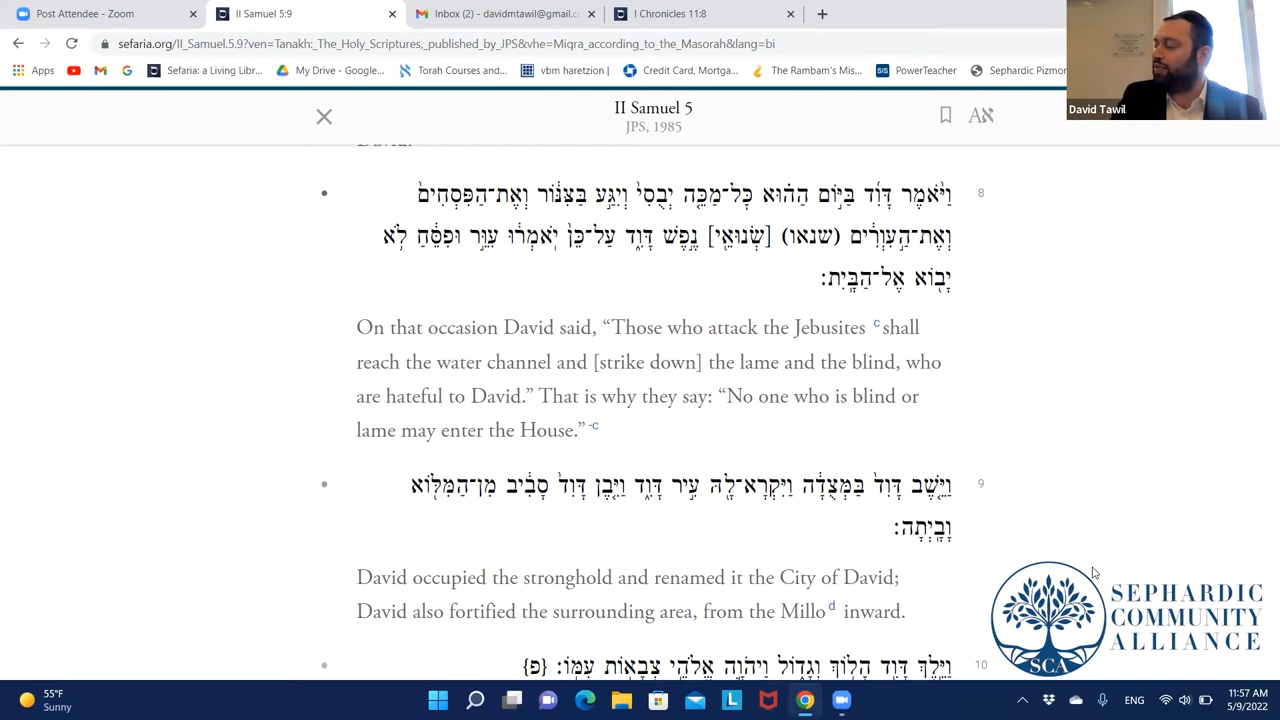 Post Attendee - Zoom
II Samuel 5:9
Inbox (2) - davidmtawil@gmail.c
I Chronicles 11:8
sefaria.org/II_Samuel.5.9?ven=Tanakh:_The_Holy_Scriptures,_published_by_JPS&vhe=Miqra_according_to_the_Masorah&lang=bi
Apps
Sefaria: a Living Libr...
My Drive - Google...
Torah Courses and...
vbm haretzion
Credit Card, Mortga...
The Rambam's Mis...
PowerTeacher
Sephardic Pizmon
David Tawil
II Samuel 5
JPS, 1985
8
וַיֹּ֨אמֶר דָּוִ֜ד בַּיּ֣וֹם הַה֗וּא כׇּל־מַכֵּ֤ה יְבֻסִי֙ וְיִגַּ֣ע בַּצִּנּ֔וֹר וְאֶת־הַפִּסְחִים֙
וְאֶת־הַ֣עִוְרִ֔ים (שנאו) [שְׂנוּאֵ֖י] נֶ֣פֶשׁ דָּוִ֑ד עַל־כֵּן֙ יֹֽאמְר֔וּ עִוֵּ֣ר וּפִסֵּ֔חַ לֹ֥א
יָב֖וֹא אֶל־הַבָּֽיִת׃
On that occasion David said, “Those who attack the Jebusites c shall
reach the water channel and [strike down] the lame and the blind, who
are hateful to David.” That is why they say: “No one who is blind or
lame may enter the House.” -c
9
וַיֵּ֤שֶׁב דָּוִד֙ בַּמְּצֻדָ֔ה וַיִּקְרָא־לָ֖הּ עִ֣יר דָּוִ֑ד וַיִּ֤בֶן דָּוִד֙ סָבִ֔יב מִן־הַמִּלּ֖וֹא
וָבָֽיְתָה׃
David occupied the stronghold and renamed it the City of David;
David also fortified the surrounding area, from the Millo d inward.
10
וַיֵּ֥לֶךְ דָּוִ֖ד הָל֣וֹךְ וְגָד֑וֹל וַיהֹוָ֛ה אֱלֹהֵ֥י צְבָא֖וֹת עִמּֽוֹ׃ {פ}
SEPHARDIC
COMMUNITY
ALLIANCE
SCA
55°F
Sunny
ENG
11:57 AM
5/9/2022